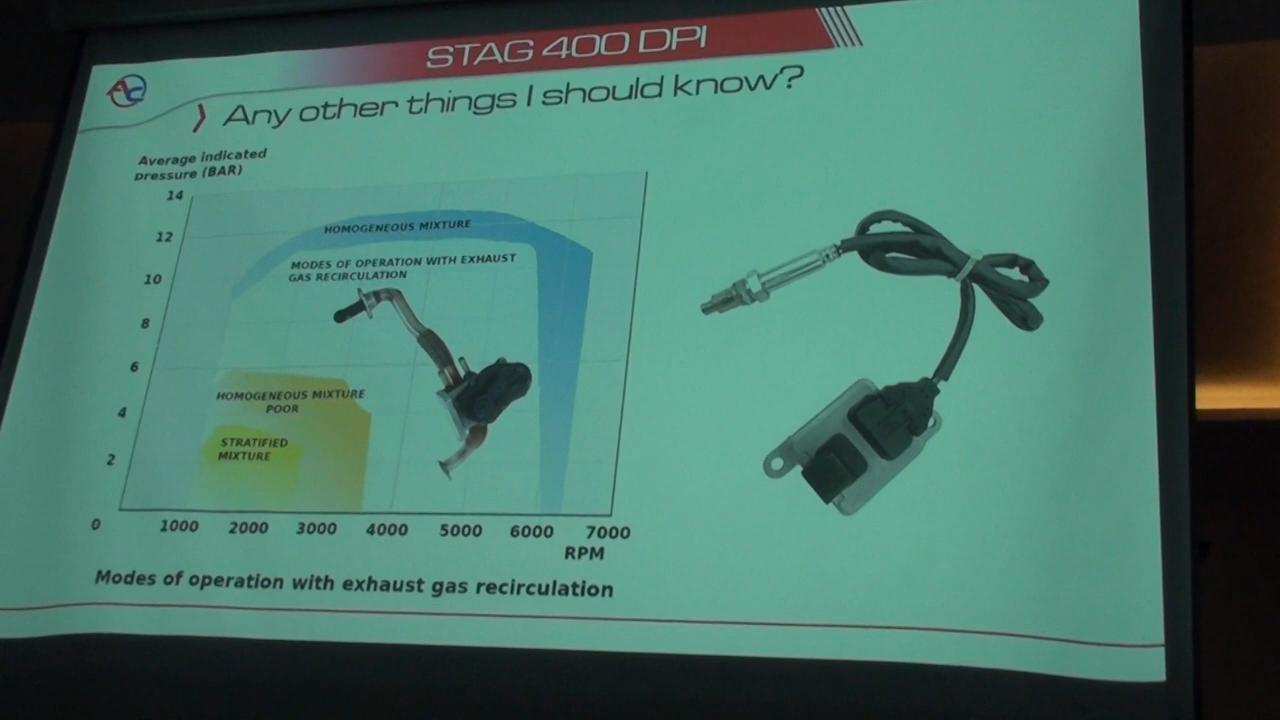 STAG 400 DPI
AC
Any other things I should know?
Average indicated
pressure (BAR)
14
12
10
8
6
4
2
0
HOMOGENEOUS MIXTURE
MODES OF OPERATION WITH EXHAUST
GAS RECIRCULATION
HOMOGENEOUS MIXTURE
POOR
STRATIFIED
MIXTURE
1000 2000 3000 4000 5000 6000 7000
RPM
Modes of operation with exhaust gas recirculation